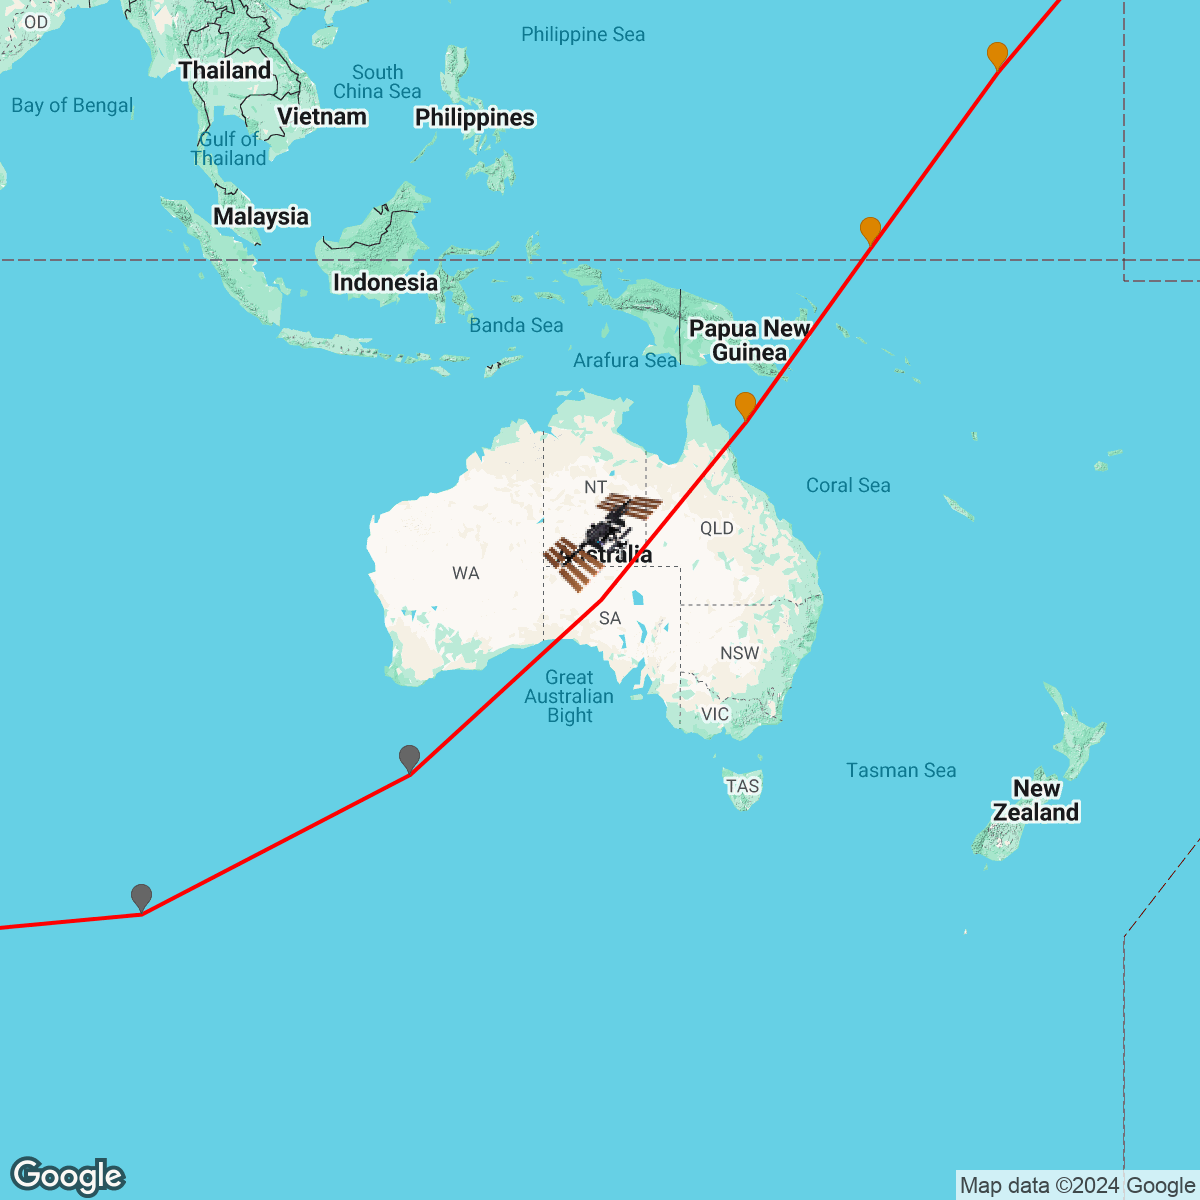 OD
Philippine Sea
Thailand
South
China Sea
Bay of Bengal
Vietnam
Philippines
Gulf of
Thailand
Malaysia
Indonesia
Banda Sea
Papua New
Guinea
Arafura Sea
NT
Coral Sea
QLD
Australia
WA
SA
NSW
Great
Australian
Bight
VIC
Tasman Sea
TAS
New
Zealand
Google
Map data ©2024 Google